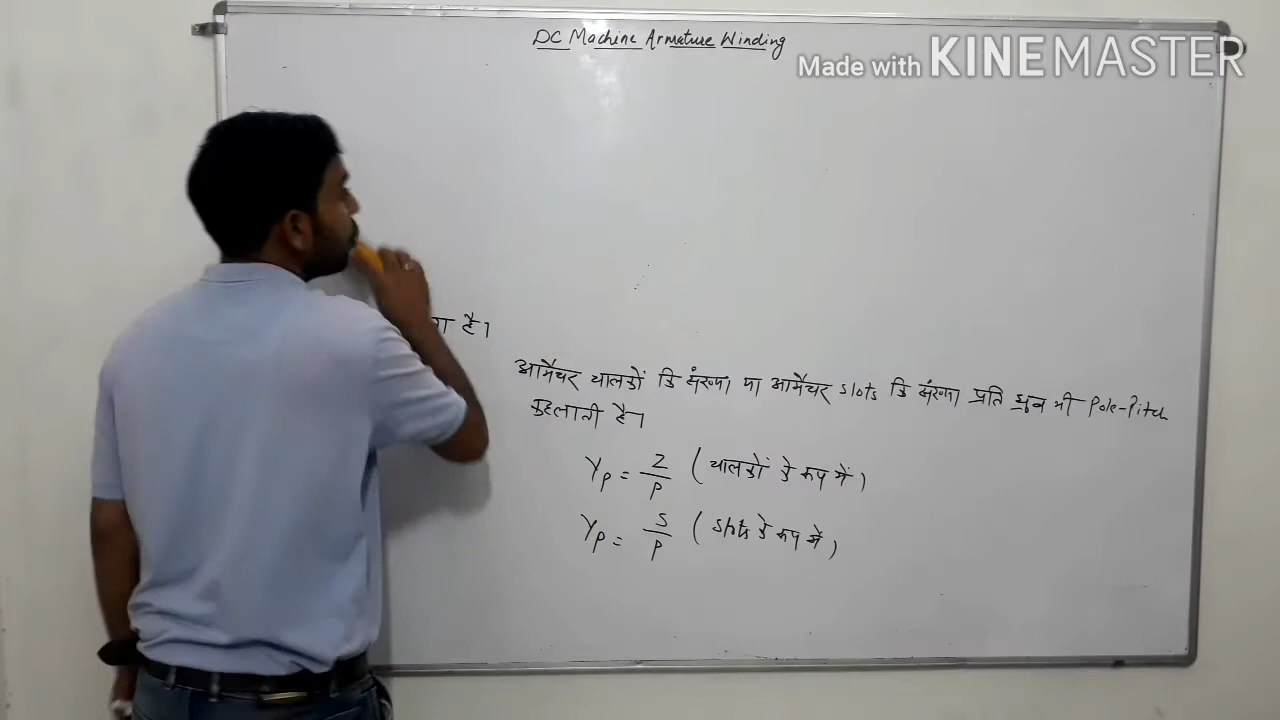 DC Machine Armature Winding
Made with KINEMASTER
है।
आर्मेचर चालकों कि संख्या या आर्मेचर slots कि संख्या प्रति ध्रुव भी Pole-Pitch
कहलाती है।
Yp = Z/P (चालकों के रूप में)
Yp = S/P (slots के रूप में)